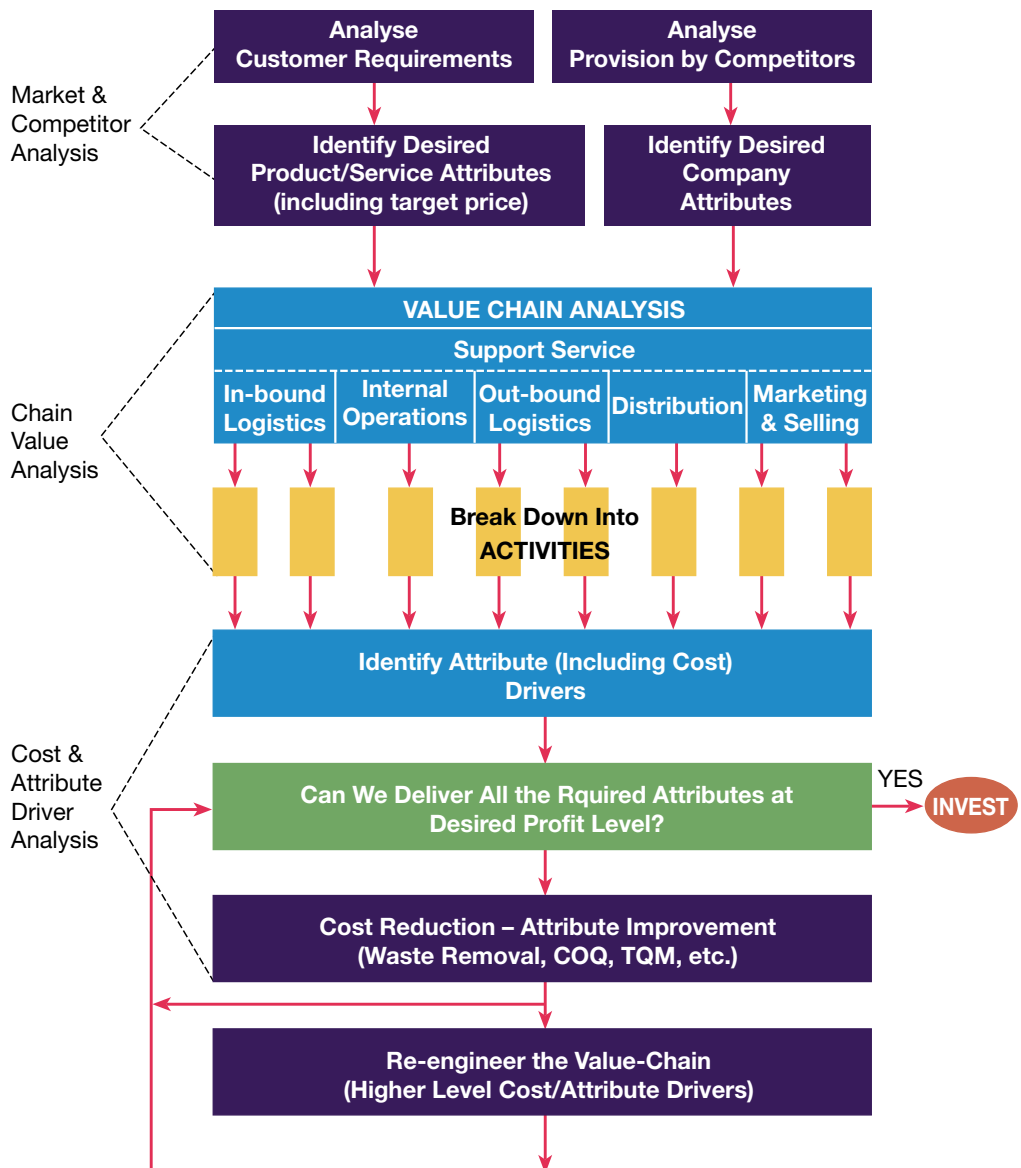 Analyse
Customer Requirements
Analyse
Provision by Competitors
Market &
Competitor
Analysis
Identify Desired
Product/Service Attributes
(including target price)
Identify Desired
Company
Attributes
VALUE CHAIN ANALYSIS
Support Service
In-bound
Logistics
Internal
Operations
Out-bound
Logistics
Distribution
Marketing
& Selling
Chain
Value
Analysis
Break Down Into
ACTIVITIES
Identify Attribute (Including Cost)
Drivers
Cost &
Attribute
Driver
Analysis
Can We Deliver All the Rquired Attributes at
Desired Profit Level?
YES
INVEST
Cost Reduction – Attribute Improvement
(Waste Removal, COQ, TQM, etc.)
Re-engineer the Value-Chain
(Higher Level Cost/Attribute Drivers)